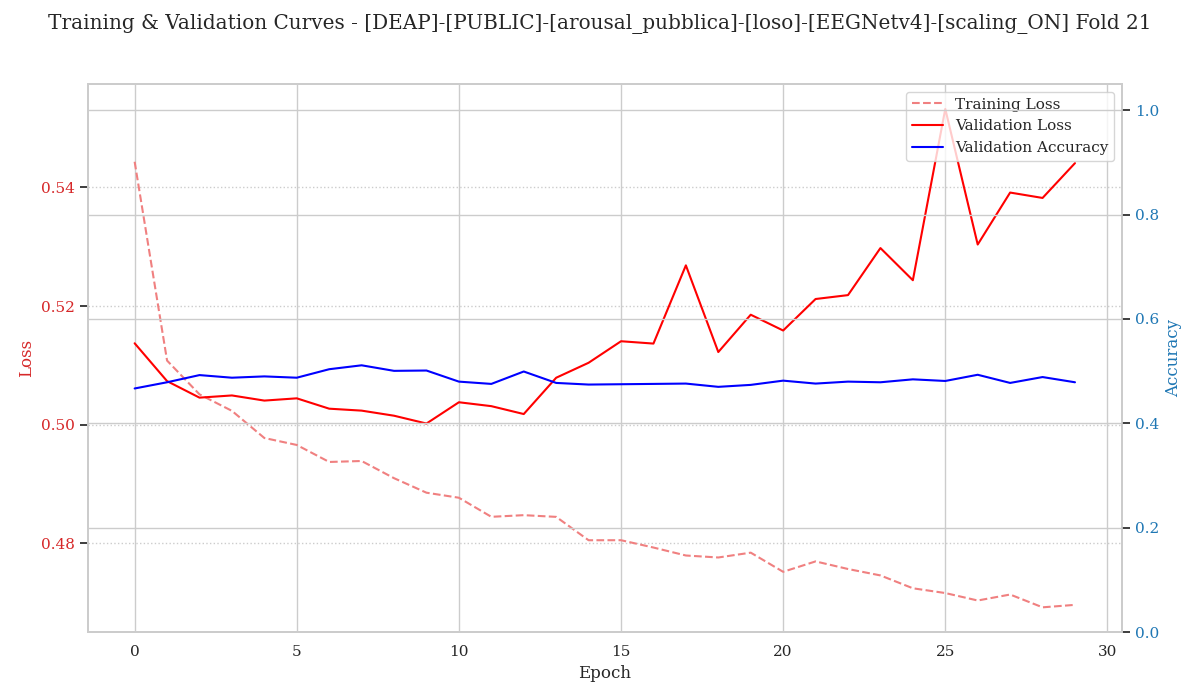 Training & Validation Curves - [DEAP]-[PUBLIC]-[arousal_pubblica]-[loso]-[EEGNetv4]-[scaling_ON] Fold 21
Training Loss
Validation Loss
Validation Accuracy
Loss
0.54
0.52
0.50
0.48
1.0
0.8
0.6
0.4
0.2
0.0
Accuracy
0
5
10
15
20
25
30
Epoch